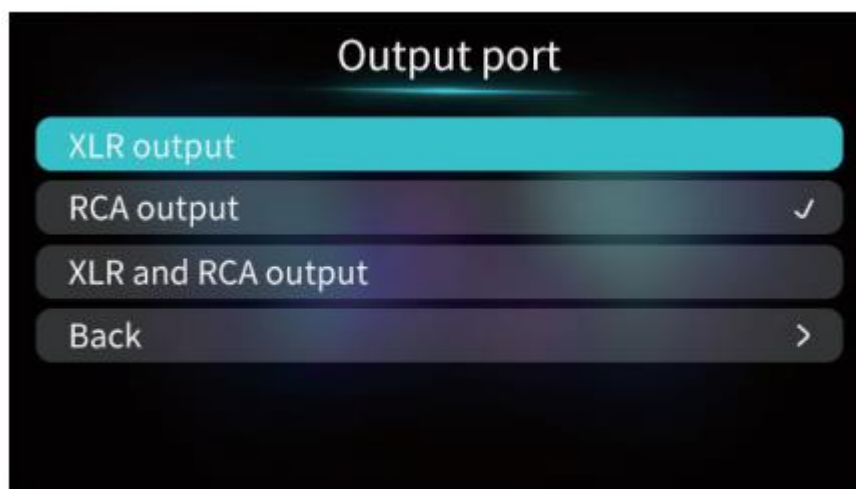 Output port
XLR output
RCA output
XLR and RCA output
Back